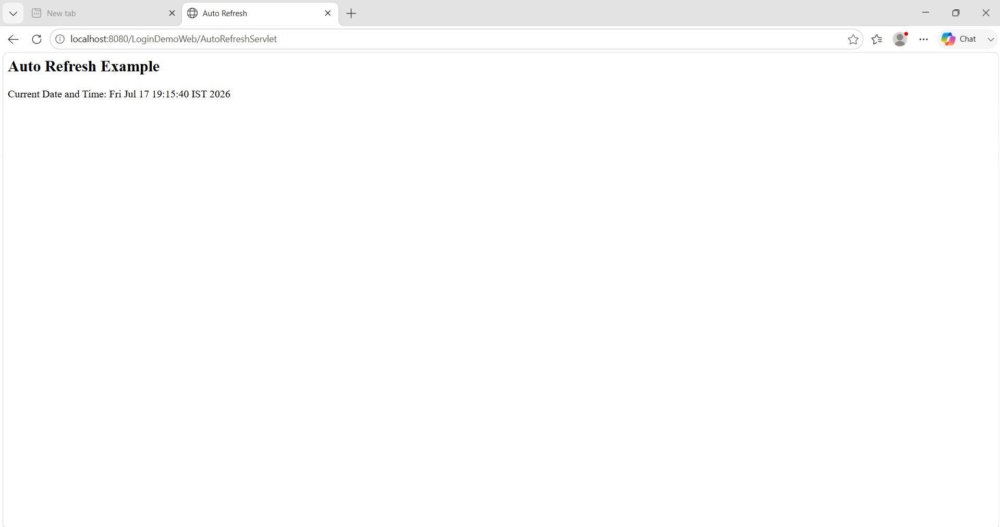 New tab
Auto Refresh
localhost:8080/LoginDemoWeb/AutoRefreshServlet
Chat
Auto Refresh Example
Current Date and Time: Fri Jul 17 19:15:40 IST 2026